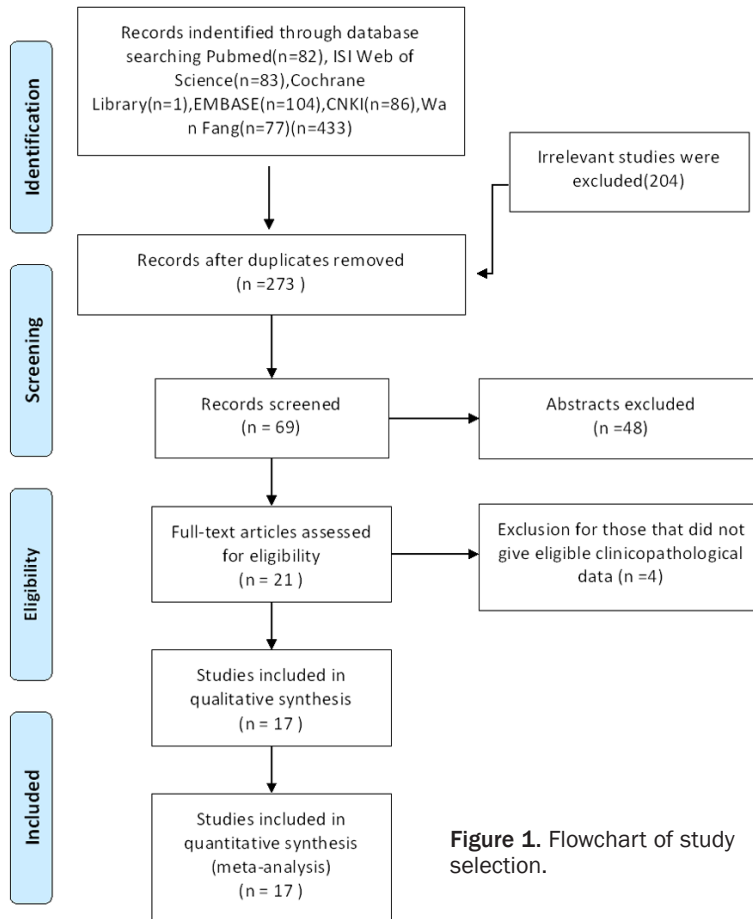 Identification
Records indentified through database
searching Pubmed(n=82), ISI Web of
Science(n=83),Cochrane
Library(n=1),EMBASE(n=104),CNKI(n=86),Wa
n Fang(n=77)(n=433)
Irrelevant studies were
excluded(204)
Records after duplicates removed
(n =273 )
Screening
Records screened
(n = 69)
Abstracts excluded
(n =48)
Eligibility
Full-text articles assessed
for eligibility
(n = 21 )
Exclusion for those that did not
give eligible clinicopathological
data (n =4)
Studies included in
qualitative synthesis
(n = 17 )
Included
Studies included in
quantitative synthesis
(meta-analysis)
(n = 17 )
Figure 1. Flowchart of study
selection.